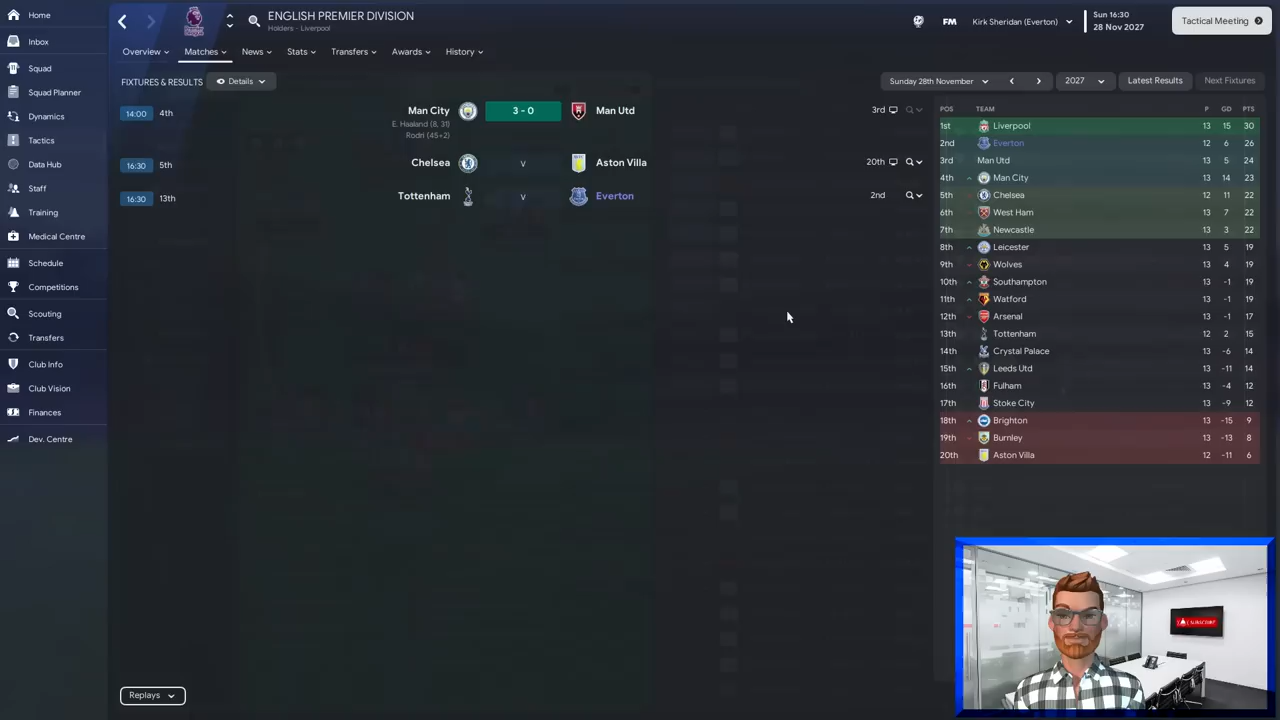 Home
Inbox
Squad
Squad Planner
Dynamics
Tactics
Data Hub
Staff
Training
Medical Centre
Schedule
Competitions
Scouting
Transfers
Club Info
Club Vision
Finances
Dev. Centre
ENGLISH PREMIER DIVISION
Holders - Liverpool
FM
Kirk Sheridan (Everton)
Sun 16:30
28 Nov 2027
Tactical Meeting
Overview
Matches
News
Stats
Transfers
Awards
History
FIXTURES & RESULTS
Details
Sunday 28th November
2027
Latest Results
Next Fixtures
14:00 4th Man City 3 - 0 Man Utd 3rd
E. Haaland (8, 31)
Rodri (45+2)
16:30 5th Chelsea v Aston Villa 20th
16:30 13th Tottenham v Everton 2nd
POS TEAM P GD PTS
1st Liverpool 13 15 30
2nd Everton 12 6 26
3rd Man Utd 13 5 24
4th Man City 13 14 23
5th Chelsea 12 11 22
6th West Ham 13 7 22
7th Newcastle 13 3 22
8th Leicester 13 5 19
9th Wolves 13 4 19
10th Southampton 13 -1 19
11th Watford 13 -1 19
12th Arsenal 13 -1 17
13th Tottenham 12 2 15
14th Crystal Palace 13 -6 14
15th Leeds Utd 13 -11 14
16th Fulham 13 -4 12
17th Stoke City 13 -9 12
18th Brighton 13 -15 9
19th Burnley 13 -13 8
20th Aston Villa 12 -11 6
Replays
SUBSCRIBE